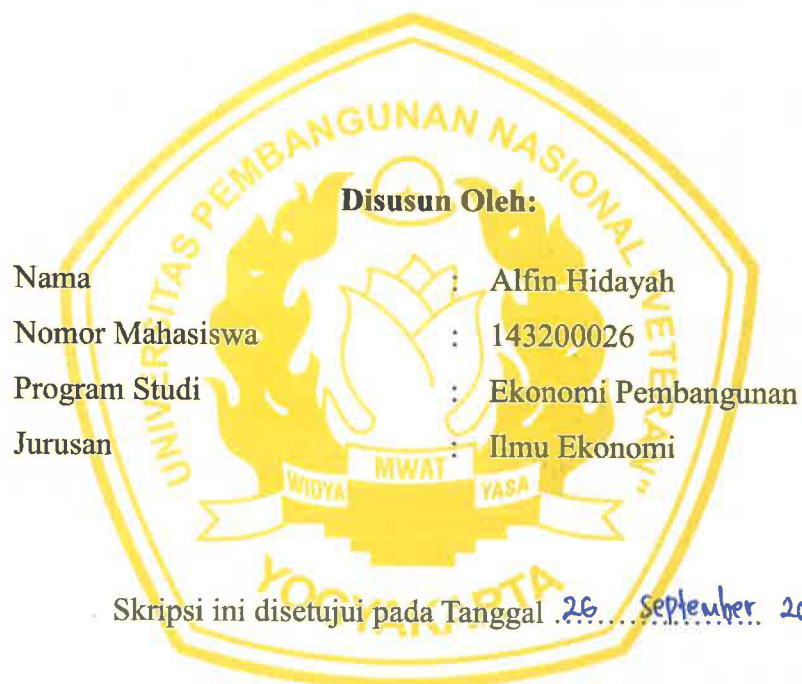 UNIVERSITAS PEMBANGUNAN NASIONAL "VETERAN"
Disusun Oleh:
Nama : Alfin Hidayah
Nomor Mahasiswa : 143200026
Program Studi : Ekonomi Pembangunan
Jurusan : Ilmu Ekonomi
WIDYA MWAT YASA
YOGYAKARTA
Skripsi ini disetujui pada Tanggal .26... September